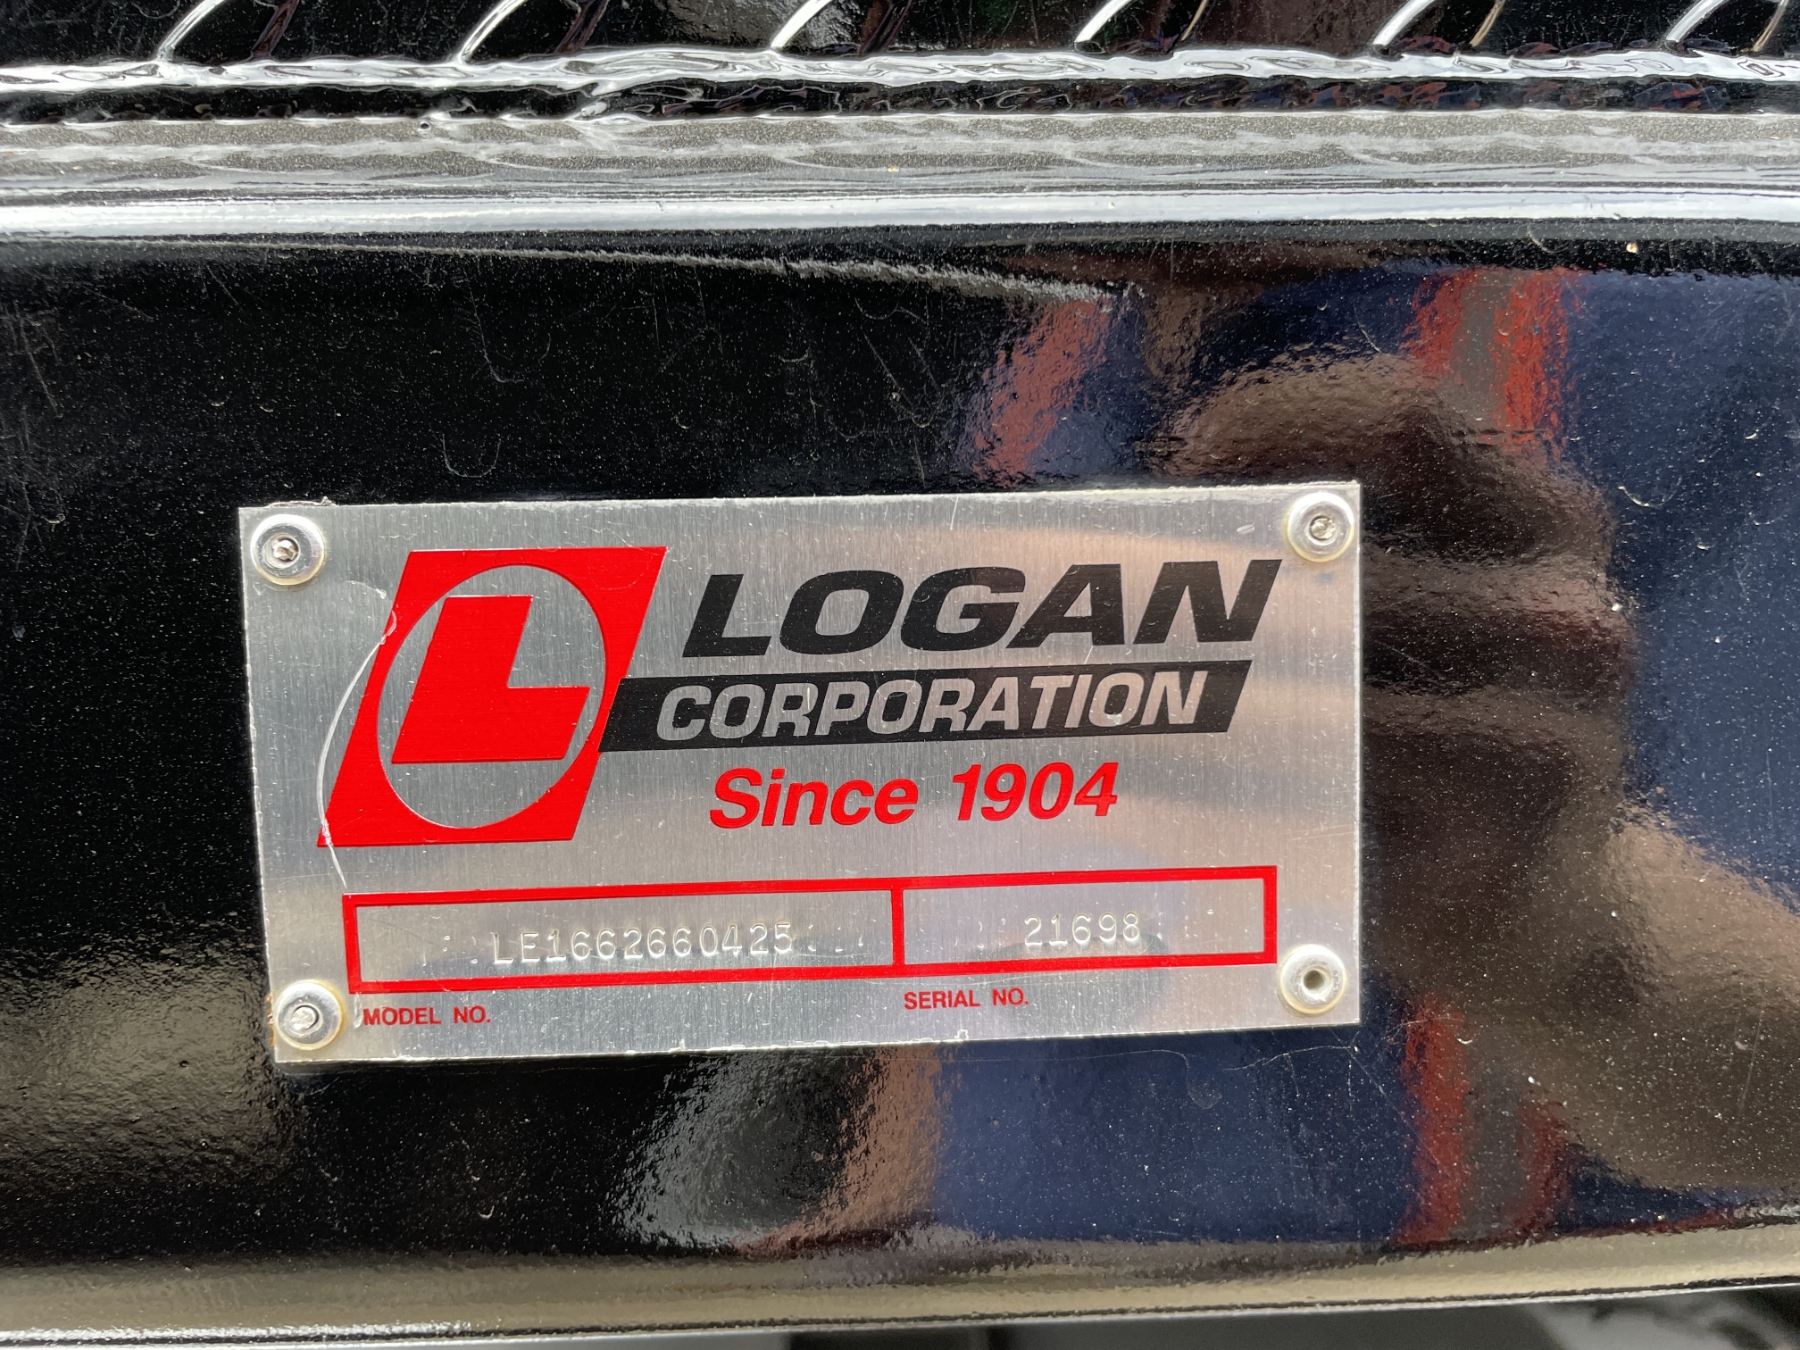 L
LOGAN
CORPORATION
Since 1904
LE1662660425
21698
MODEL NO.
SERIAL NO.